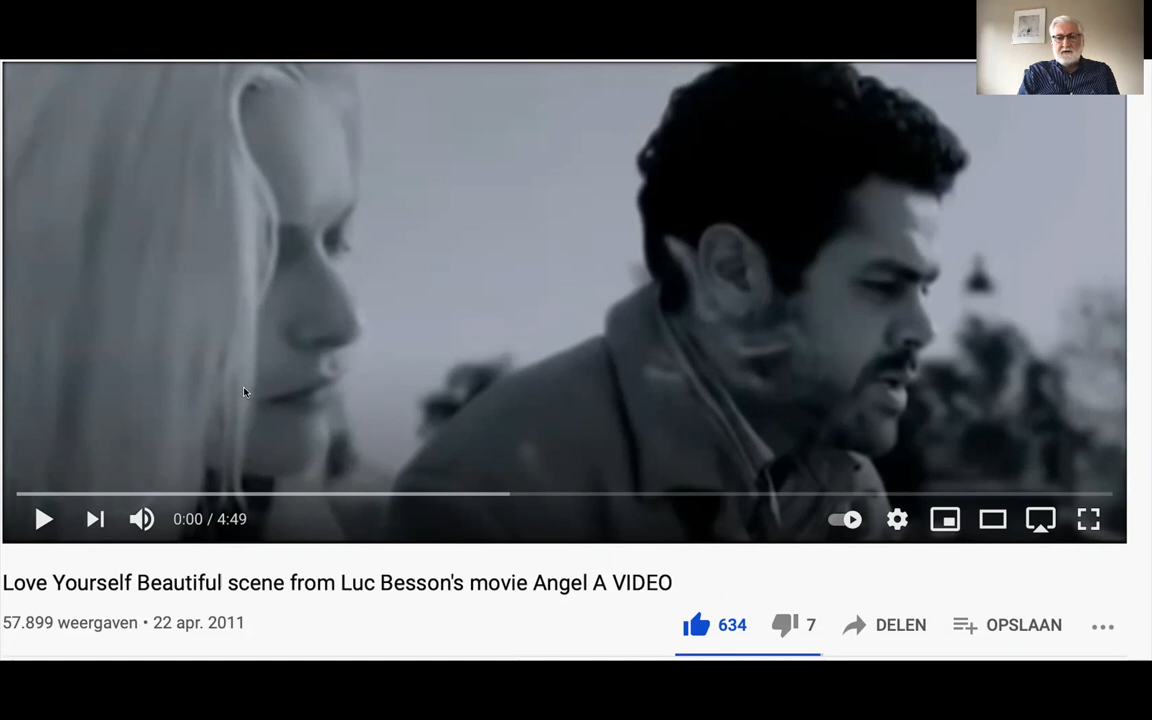 0:00 / 4:49
Love Yourself Beautiful scene from Luc Besson's movie Angel A VIDEO
57.899 weergaven • 22 apr. 2011
634
7
DELEN
OPSLAAN